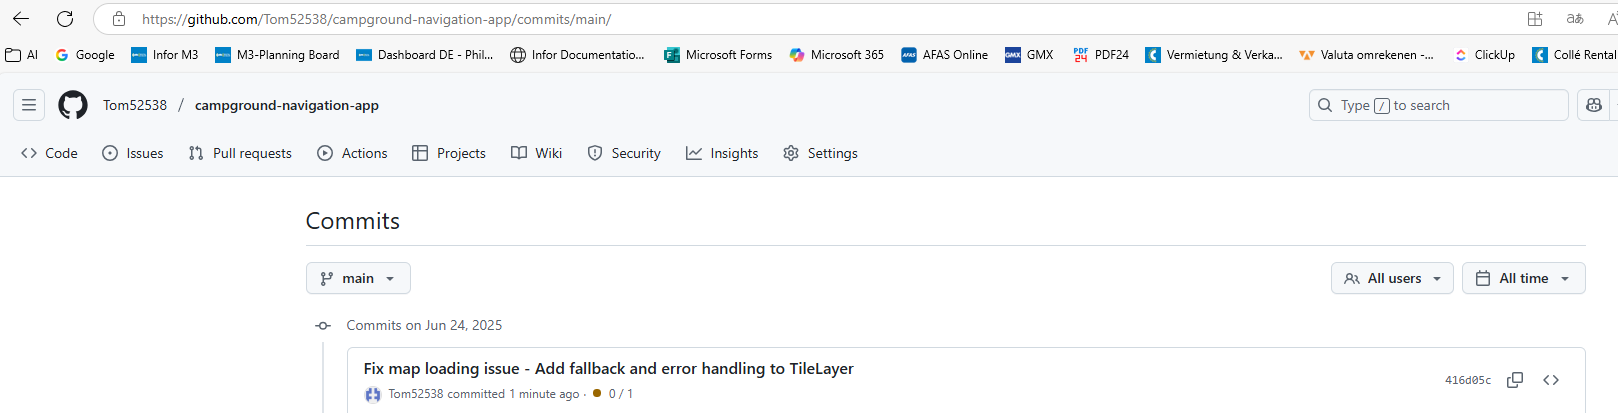 https://github.com/Tom52538/campground-navigation-app/commits/main/
AI Google Infor M3 M3-Planning Board Dashboard DE - Phil... Infor Documentatio... Microsoft Forms Microsoft 365 AFAS Online GMX PDF24 Vermietung & Verka... Valuta omrekenen -... ClickUp Collé Rental
Tom52538 / campground-navigation-app Type / to search
Code Issues Pull requests Actions Projects Wiki Security Insights Settings
Commits
main All users All time
Commits on Jun 24, 2025
Fix map loading issue - Add fallback and error handling to TileLayer
416d05c
Tom52538 committed 1 minute ago · 0 / 1